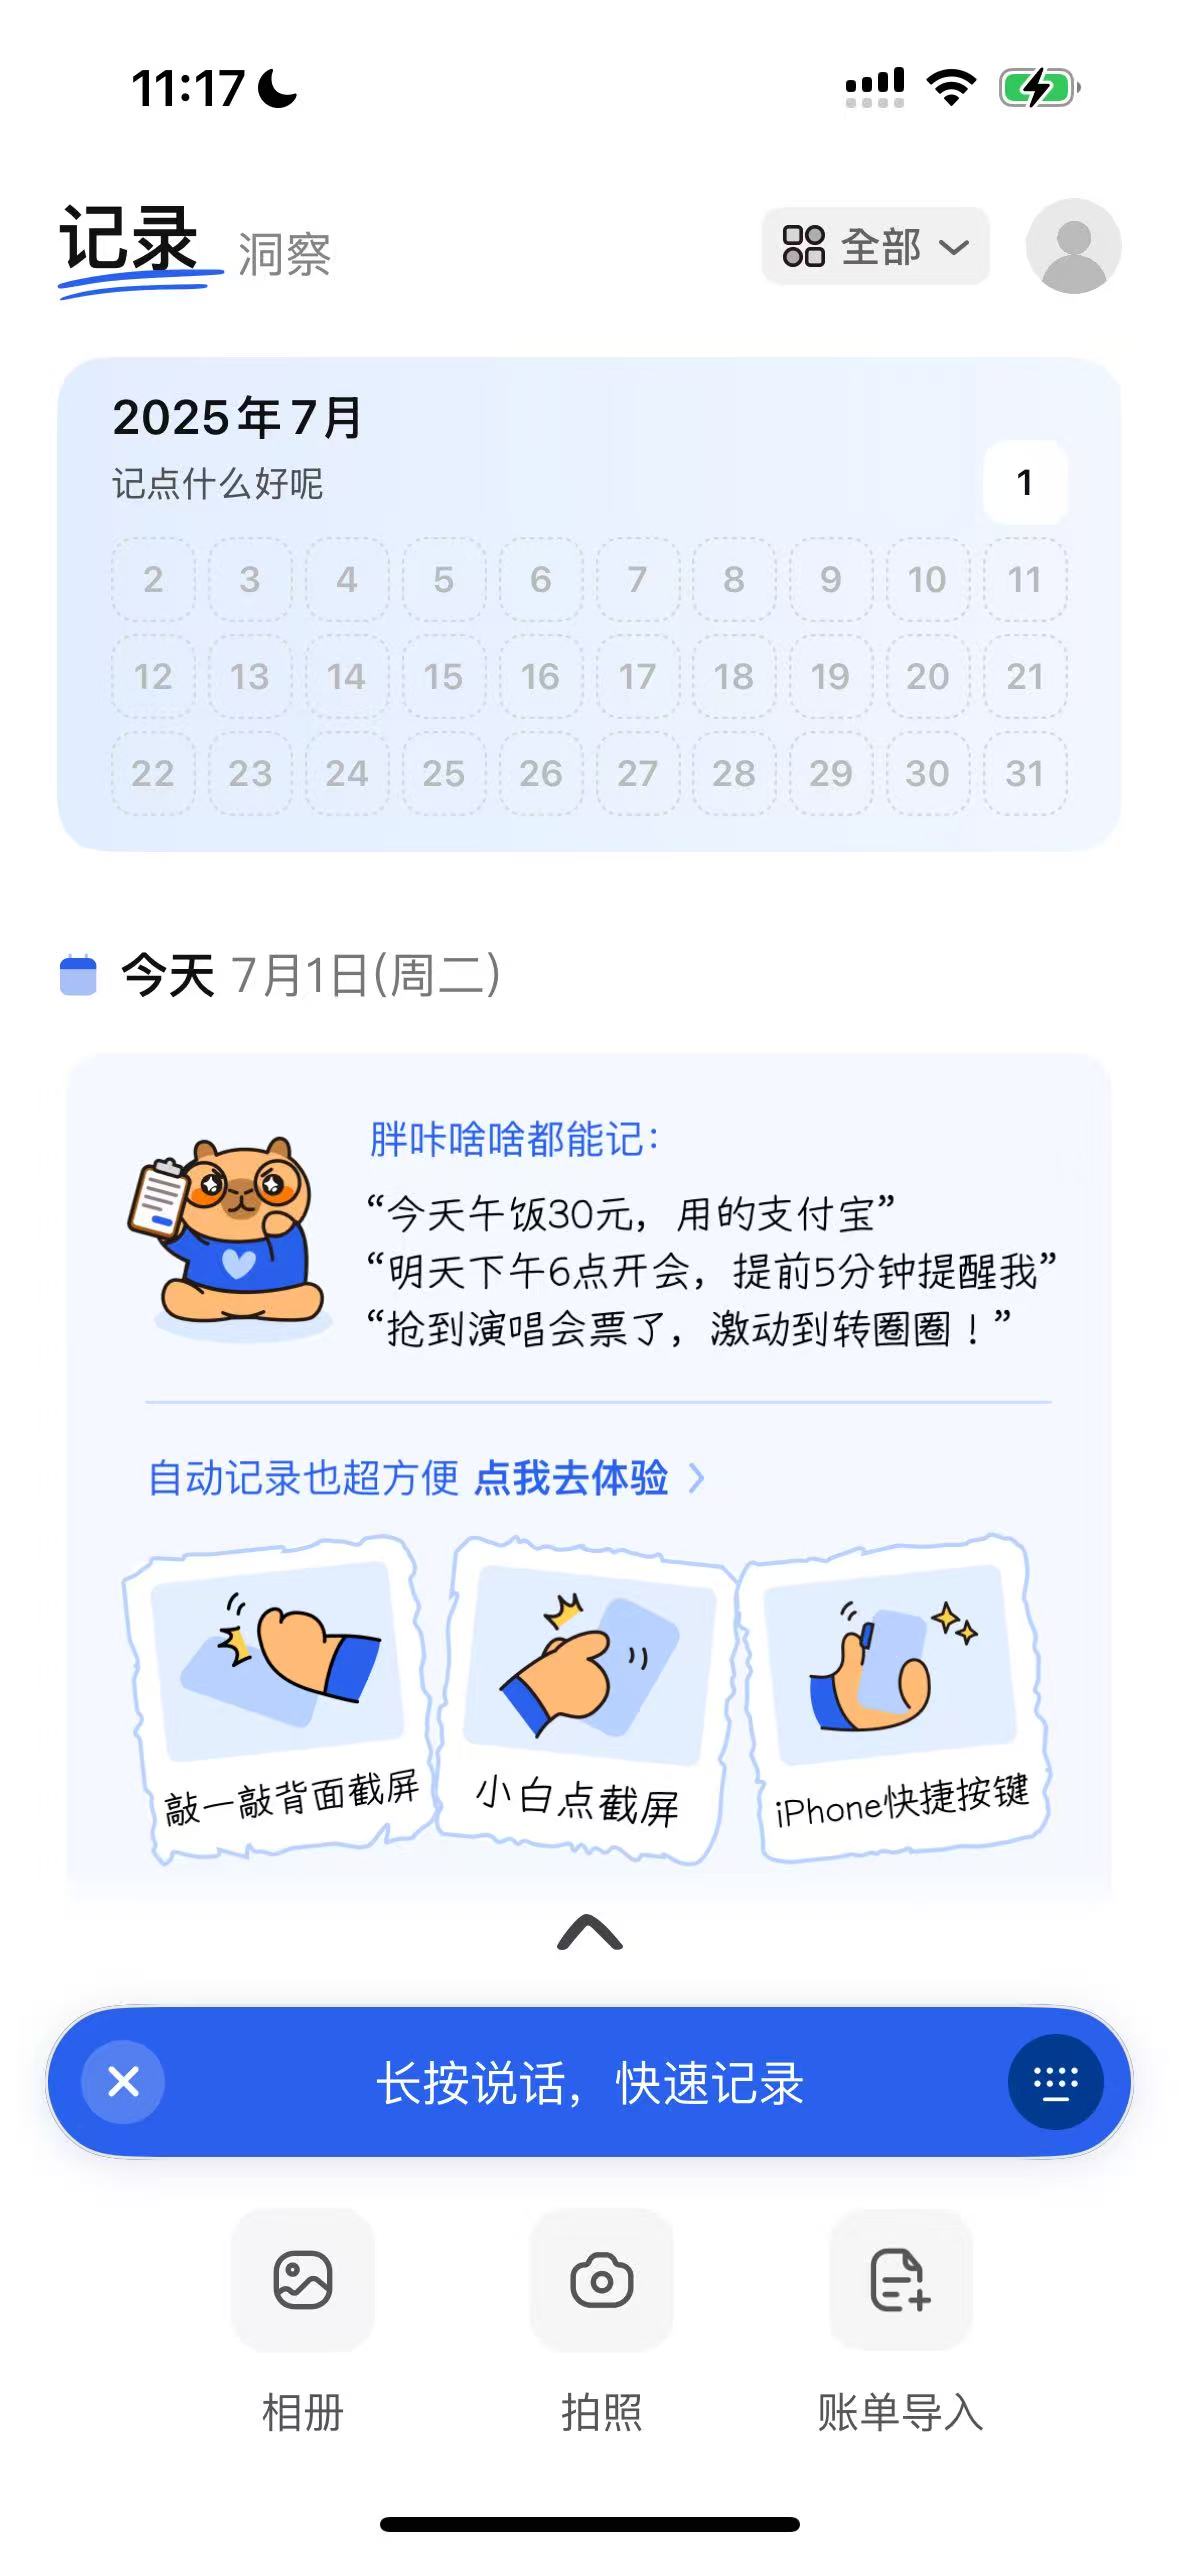 11:17
记录 洞察 全部
2025年7月
记点什么好呢
1
2 3 4 5 6 7 8 9 10 11
12 13 14 15 16 17 18 19 20 21
22 23 24 25 26 27 28 29 30 31
今天 7月1日(周二)
胖咔啥啥都能记：
“今天午饭30元，用的支付宝”
“明天下午6点开会，提前5分钟提醒我”
“抢到演唱会票了，激动到转圈圈！”
自动记录也超方便 点我去体验
敲一敲背面截屏 小白点截屏 iPhone快捷按键
长按说话，快速记录
相册 拍照 账单导入